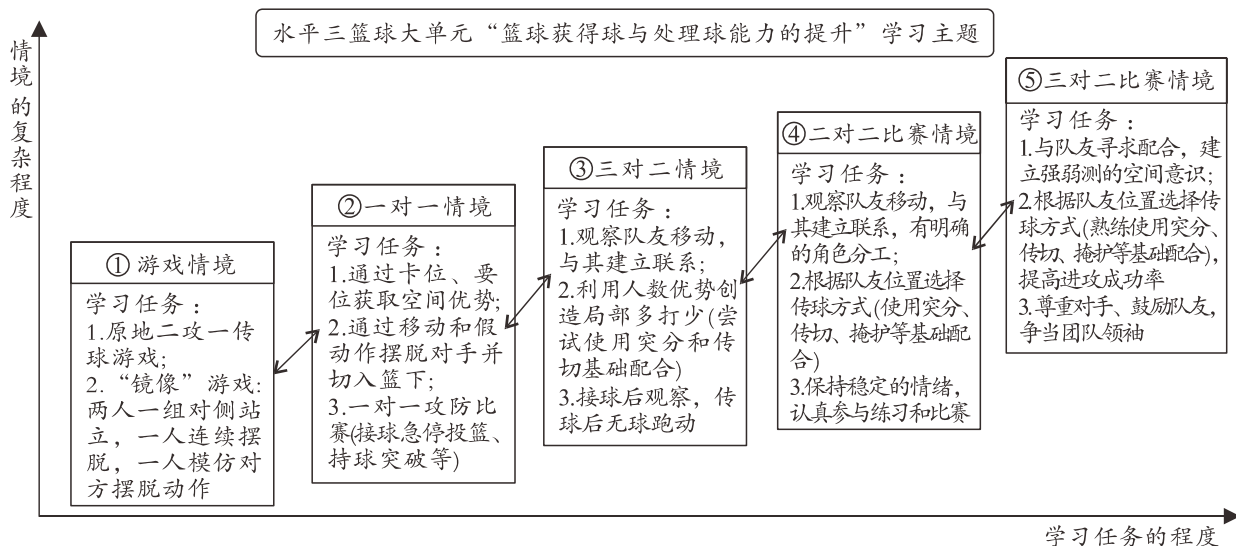 水平三篮球大单元“篮球获得球与处理球能力的提升”学习主题
情境的复杂程度
①游戏情境
学习任务：
1.原地二攻一传
球游戏;
2.“镜像”游戏:
两人一组对侧站
立，一人连续摆
脱，一人模仿对
方摆脱动作
②一对一情境
学习任务：
1.通过卡位、要
位获取空间优势;
2.通过移动和假
动作摆脱对手并
切入篮下;
3.一对一攻防比
赛(接球急停投篮、
持球突破等)
③三对二情境
学习任务：
1.观察队友移动，
与其建立联系;
2.利用人数优势创
造局部多打少(尝
试使用突分和传
切基础配合)
3.接球后观察，传
球后无球跑动
④二对二比赛情境
学习任务：
1.观察队友移动，与
其建立联系，有明确
的角色分工;
2.根据队友位置选择
传球方式(使用突分、
传切、掩护等基础配
合)
3.保持稳定的情绪，
认真参与练习和比赛
⑤三对二比赛情境
学习任务：
1.与队友寻求配合，建
立强弱测的空间意识;
2.根据队友位置选择传
球方式(熟练使用突分、
传切、掩护等基础配合)，
提高进攻成功率
3.尊重对手、鼓励队友，
争当团队领袖
学习任务的程度